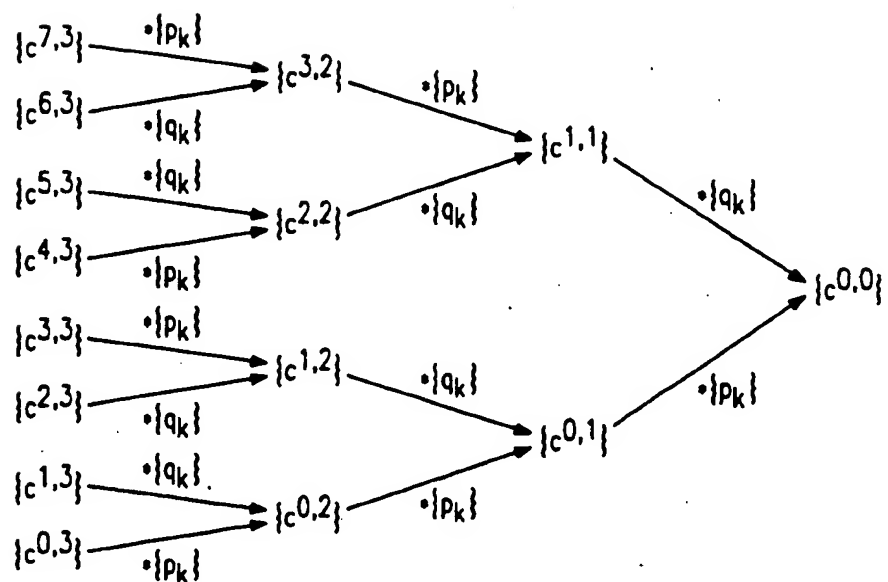 {c^7,3}
*{p_k}
{c^3,2}
{c^6,3}
*{q_k}
*{p_k}
{c^1,1}
{c^5,3}
*{q_k}
{c^2,2}
*{q_k}
{c^4,3}
*{p_k}
*{q_k}
{c^0,0}
{c^3,3}
*{p_k}
{c^1,2}
{c^2,3}
*{q_k}
*{q_k}
*{p_k}
{c^0,1}
{c^1,3}
*{q_k}
{c^0,2}
*{p_k}
{c^0,3}
*{p_k}